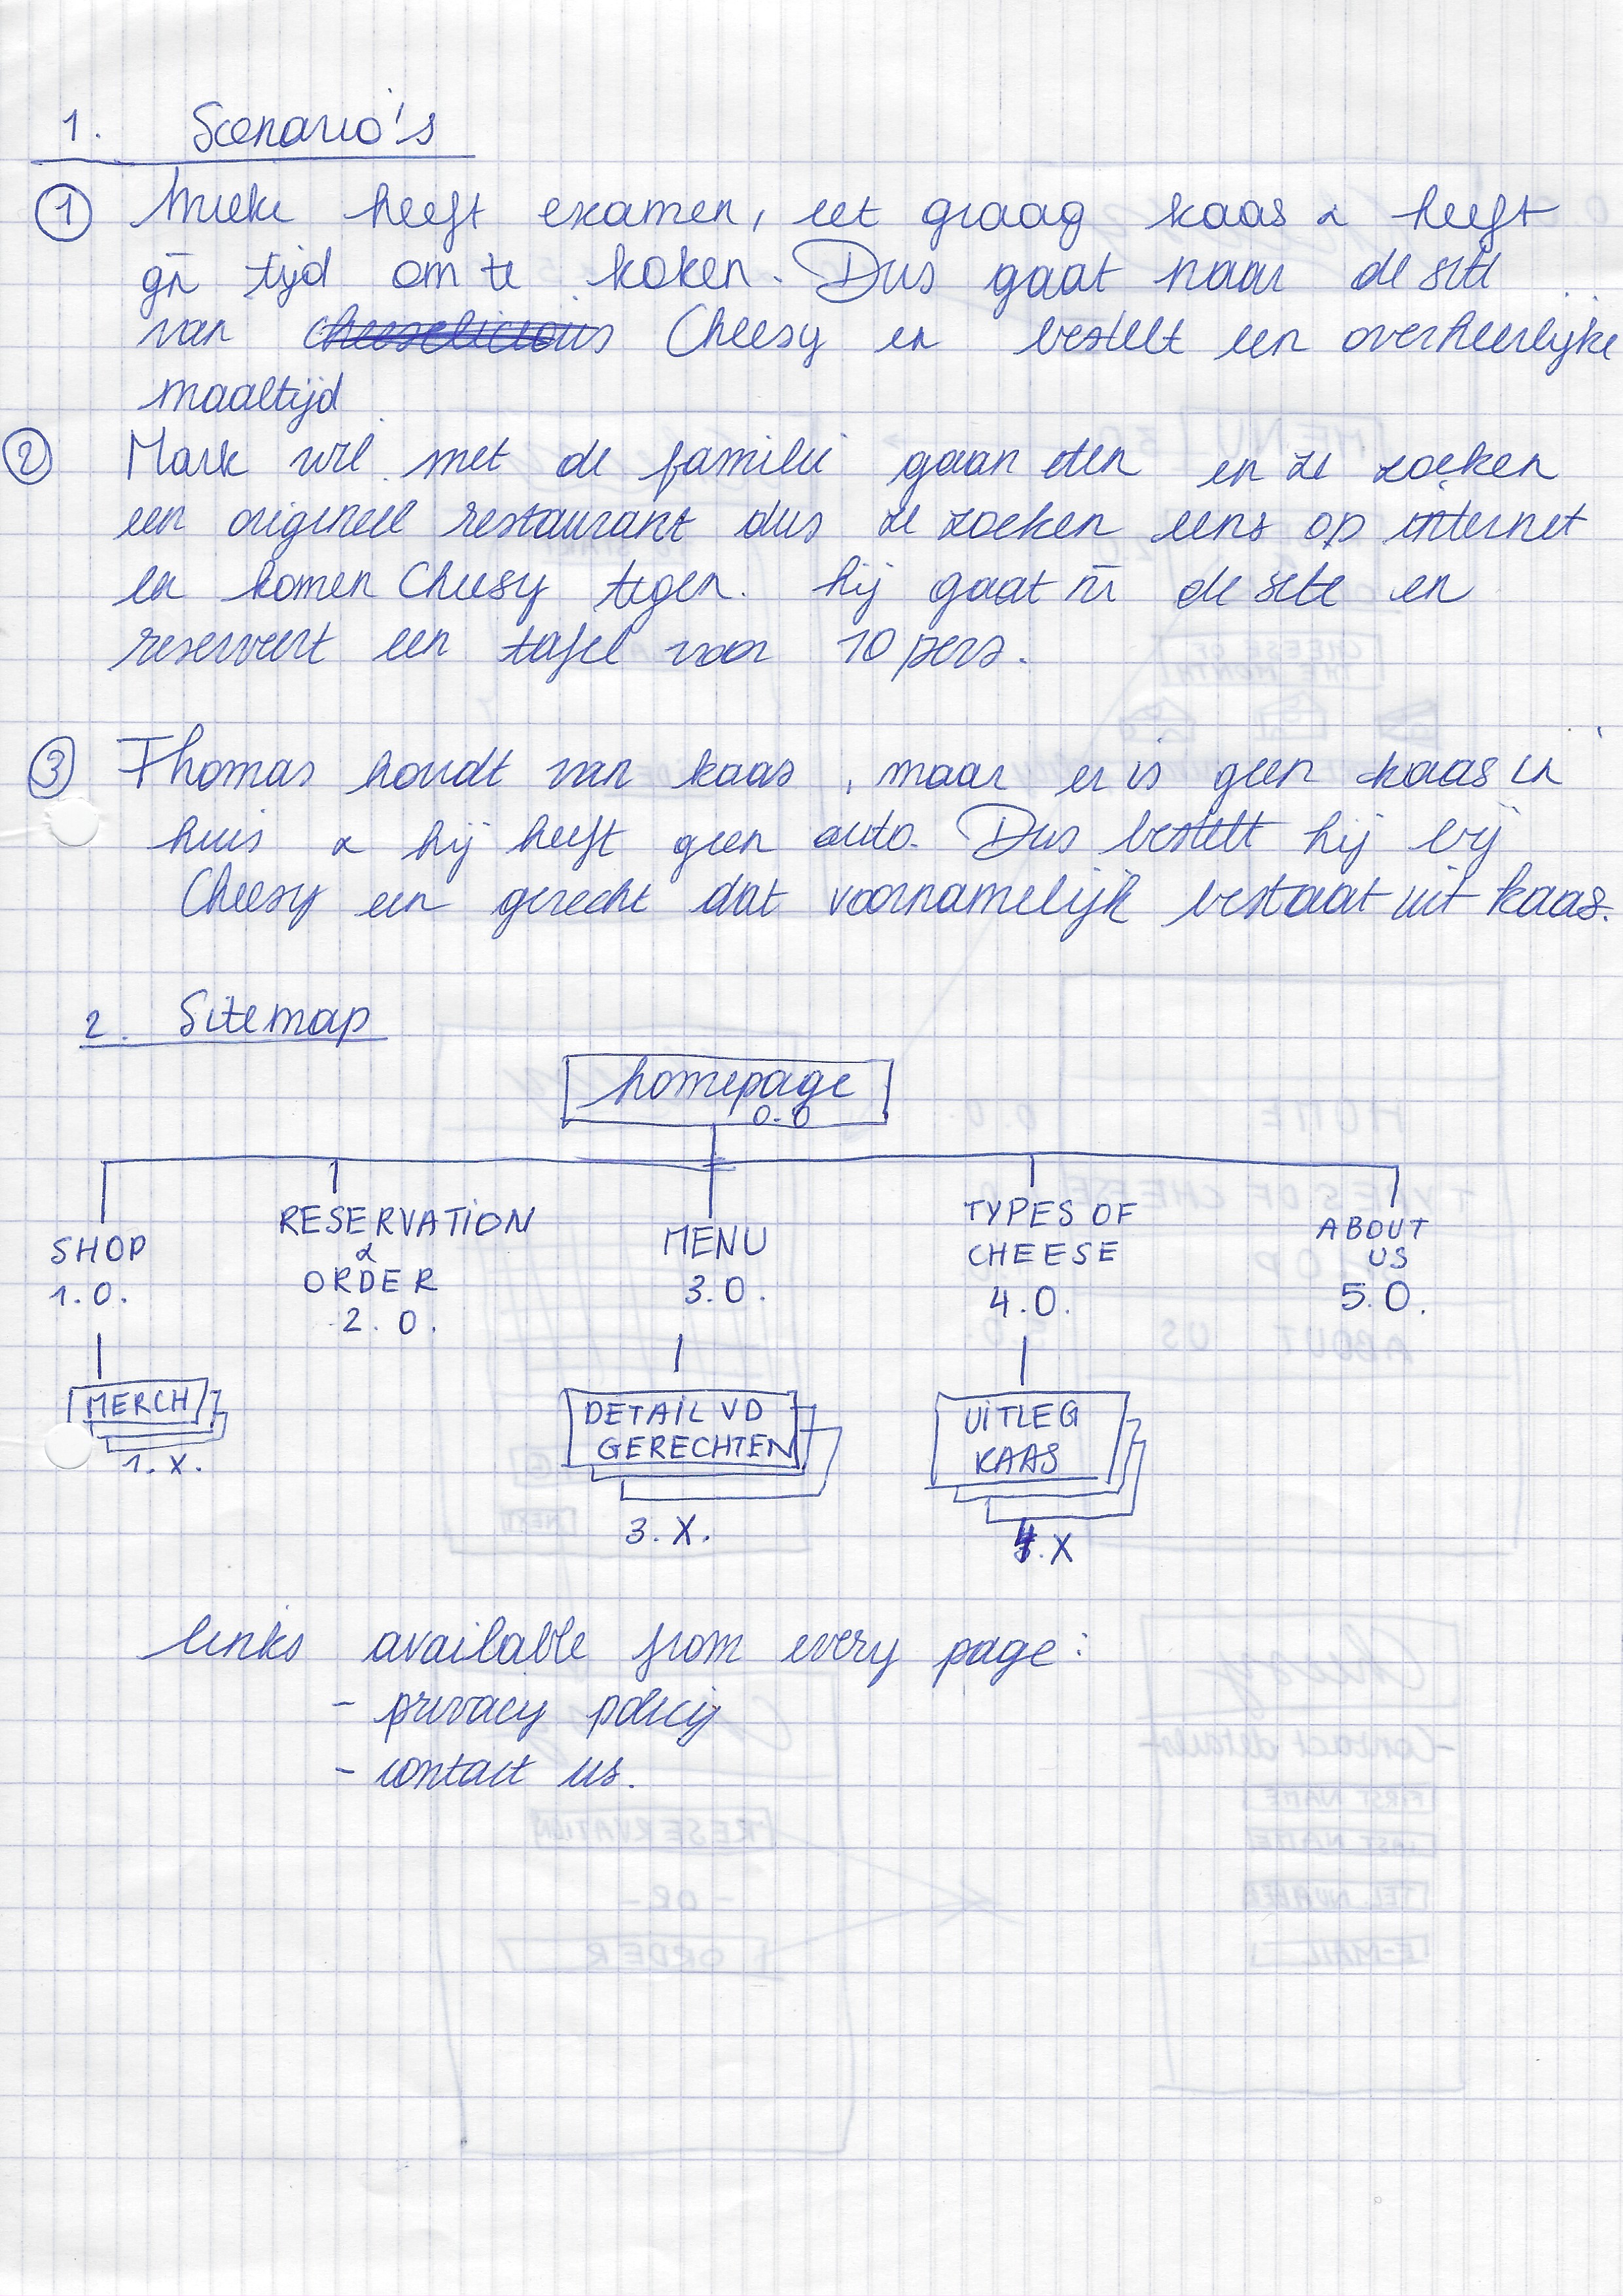 1. Scenario's
① Mieke heeft examen, eet graag kaas & heeft
gn̄ tijd om te koken. Dus gaat naar de site
van cheeselicious Cheesy en bestelt een overheerlijke
maaltijd
② Mark wil met de familie gaan eten en ze zoeken
een origineel restaurant dus ze zoeken eens op internet
en komen Cheesy tegen. hij gaat nr̄ de site en
reserveert een tafel voor 10 pers.
③ Thomas houdt van kaas, maar er is geen kaas in
huis & hij heeft geen auto. Dus bestelt hij bij
Cheesy een gerecht dat voornamelijk bestaat uit kaas.
2. Sitemap
homepage
0.0
SHOP
1.0.
RESERVATION
&
ORDER
2.0.
MENU
3.0.
TYPES OF
CHEESE
4.0.
ABOUT
US
5.0.
MERCH
1.X.
DETAIL VD
GERECHTEN
3.X.
UITLEG
KAAS
4.X
links available from every page:
- privacy policy
- contact us.